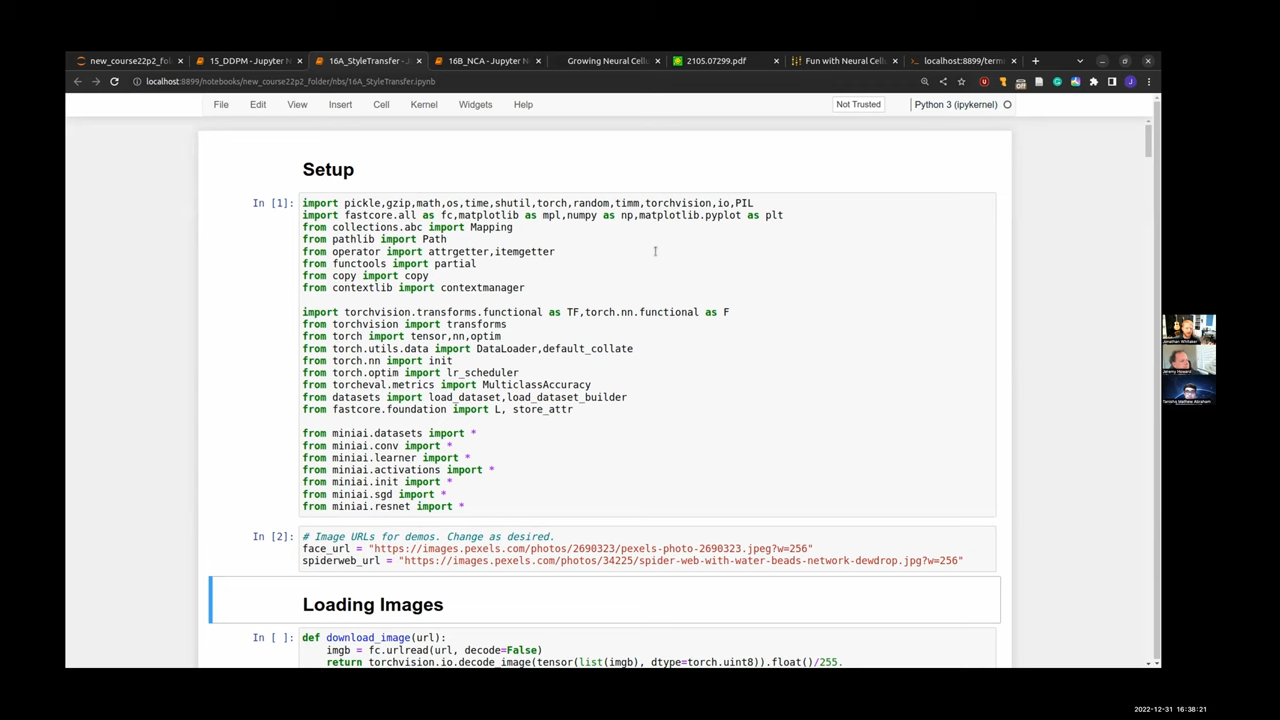 new_course22p2_fo
15_DDPM - Jupyter N
16A_StyleTransfer -
16B_NCA - Jupyter N
Growing Neural Cellu
2105.07299.pdf
Fun with Neural Cellu
localhost:8899/term
localhost:8899/notebooks/new_course22p2_folder/nbs/16A_StyleTransfer.ipynb
File Edit View Insert Cell Kernel Widgets Help
Not Trusted
Python 3 (ipykernel)
Setup
In [1]:
import pickle,gzip,math,os,time,shutil,torch,random,timm,torchvision,io,PIL
import fastcore.all as fc,matplotlib as mpl,numpy as np,matplotlib.pyplot as plt
from collections.abc import Mapping
from pathlib import Path
from operator import attrgetter,itemgetter
from functools import partial
from copy import copy
from contextlib import contextmanager
import torchvision.transforms.functional as TF,torch.nn.functional as F
from torchvision import transforms
from torch import tensor,nn,optim
from torch.utils.data import DataLoader,default_collate
from torch.nn import init
from torch.optim import lr_scheduler
from torcheval.metrics import MulticlassAccuracy
from datasets import load_dataset,load_dataset_builder
from fastcore.foundation import L, store_attr
from miniai.datasets import *
from miniai.conv import *
from miniai.learner import *
from miniai.activations import *
from miniai.init import *
from miniai.sgd import *
from miniai.resnet import *
In [2]:
# Image URLs for demos. Change as desired.
face_url = "https://images.pexels.com/photos/2690323/pexels-photo-2690323.jpeg?w=256"
spiderweb_url = "https://images.pexels.com/photos/34225/spider-web-with-water-beads-network-dewdrop.jpg?w=256"
Loading Images
In [ ]:
def download_image(url):
imgb = fc.urlread(url, decode=False)
return torchvision.io.decode_image(tensor(list(imgb), dtype=torch.uint8)).float()/255.
Jonathan Whitaker
Jeremy Howard
Tanishq Mathew Abraham
2022-12-31 16:38:21